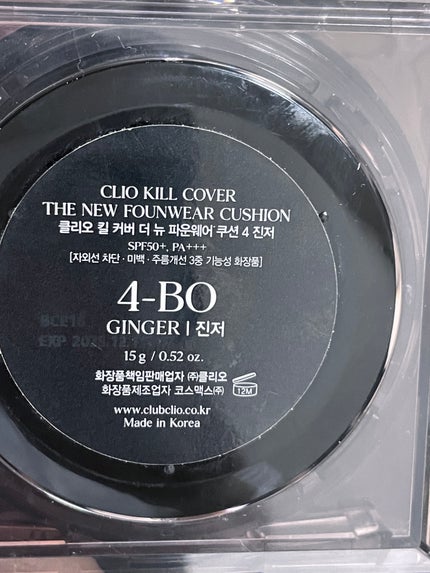 CLIO KILL COVER
THE NEW FOUNWEAR CUSHION
클리오 킬 커버 더 뉴 파운웨어 쿠션 4 진저
SPF50+, PA+++
[자외선 차단 · 미백 · 주름개선 3중 기능성 화장품]
4-BO
GINGER | 진저
EXP
15 g / 0.52 oz.
화장품책임판매업자 ㈜클리오
화장품제조업자 코스맥스㈜
12M
www.clubclio.co.kr
Made in Korea